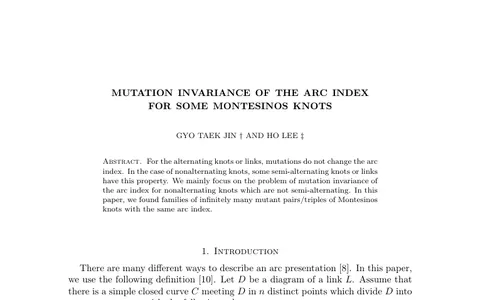 MUTATION INVARIANCE OF THE ARC INDEX
FOR SOME MONTESINOS KNOTS
GYO TAEK JIN † AND HO LEE ‡
Abstract. For the alternating knots or links, mutations do not change the arc
index. In the case of nonalternating knots, some semi-alternating knots or links
have this property. We mainly focus on the problem of mutation invariance of
the arc index for nonalternating knots which are not semi-alternating. In this
paper, we found families of infinitely many mutant pairs/triples of Montesinos
knots with the same arc index.
1. Introduction
There are many different ways to describe an arc presentation [8]. In this paper,
we use the following definition [10]. Let D be a diagram of a link L. Assume that
there is a simple closed curve C meeting D in n distinct points which divide D into